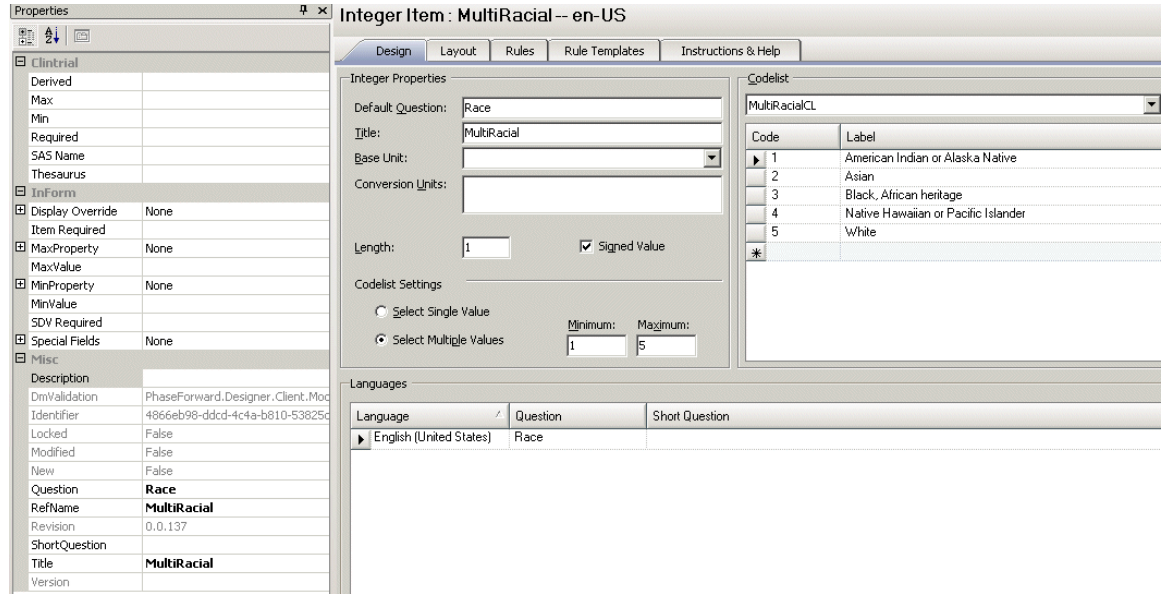 Properties
Integer Item : MultiRacial -- en-US
Clintrial
Derived
Max
Min
Required
SAS Name
Thesaurus
InForm
Display Override None
Item Required
MaxProperty None
MaxValue
MinProperty None
MinValue
SDV Required
Special Fields None
Misc
Description
DmValidation PhaseForward.Designer.Client.Moc
Identifier 4866eb98-ddcd-4c4a-b810-53825c
Locked False
Modified False
New False
Question Race
RefName MultiRacial
Revision 0.0.137
ShortQuestion
Title MultiRacial
Version
Design Layout Rules Rule Templates Instructions & Help
Integer Properties
Default Question: Race
Title: MultiRacial
Base Unit:
Conversion Units:
Length: 1 Signed Value
Codelist Settings
Select Single Value
Select Multiple Values
Minimum: Maximum:
1 5
Codelist
MultiRacialCL
Code Label
1 American Indian or Alaska Native
2 Asian
3 Black, African heritage
4 Native Hawaiian or Pacific Islander
5 White
Languages
Language Question Short Question
English (United States) Race